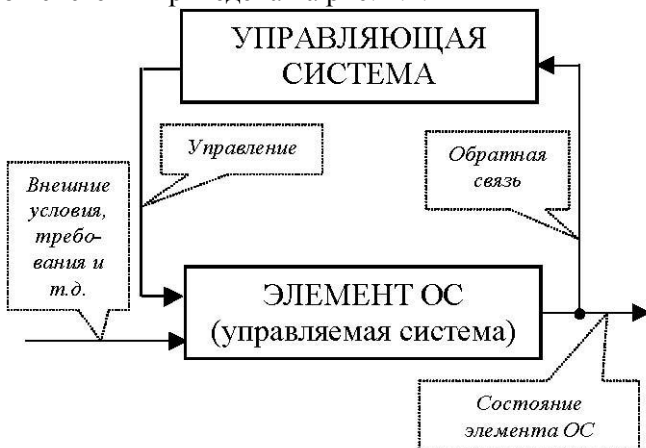 УПРАВЛЯЮЩАЯ
СИСТЕМА
Управление
Обратная
связь
Внешние
условия,
требо-
вания и
т.д.
ЭЛЕМЕНТ ОС
(управляемая система)
Состояние
элемента ОС